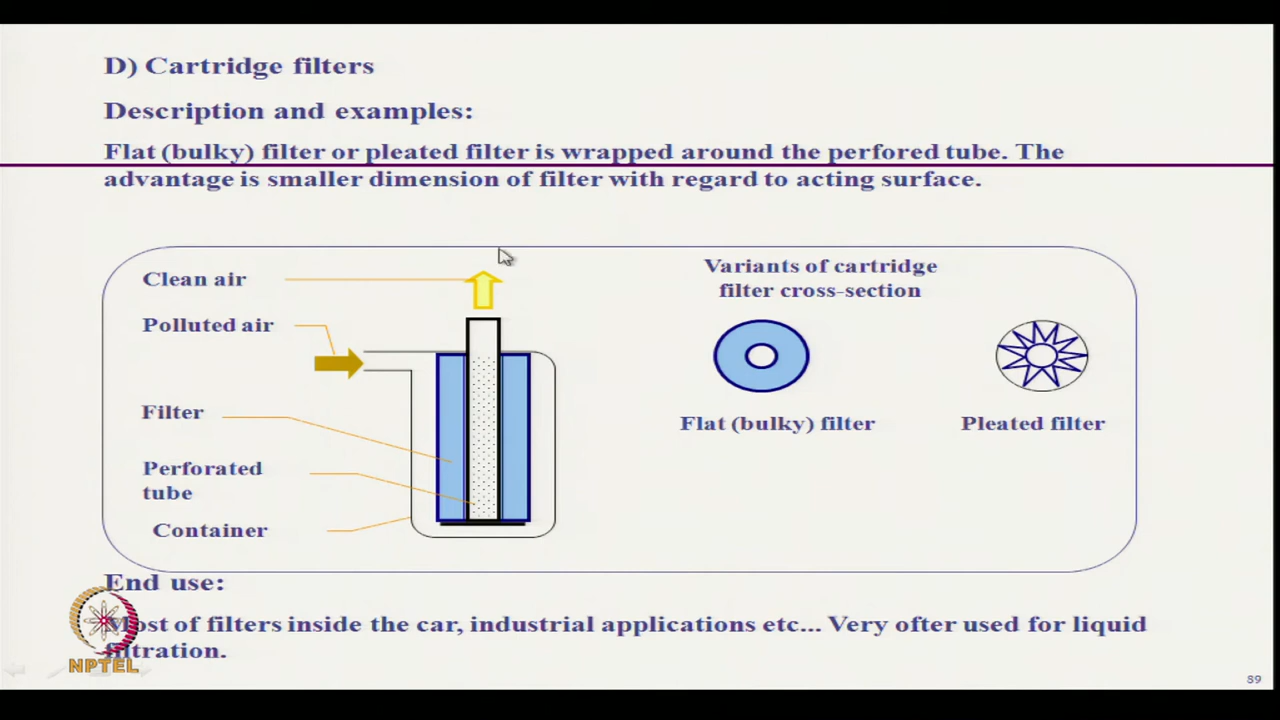 D) Cartridge filters
Description and examples:
Flat (bulky) filter or pleated filter is wrapped around the perfored tube. The
advantage is smaller dimension of filter with regard to acting surface.
Clean air
Polluted air
Filter
Perforated
tube
Container
Variants of cartridge
filter cross-section
Flat (bulky) filter
Pleated filter
End use:
Most of filters inside the car, industrial applications etc... Very ofter used for liquid
filtration.
NPTEL
59